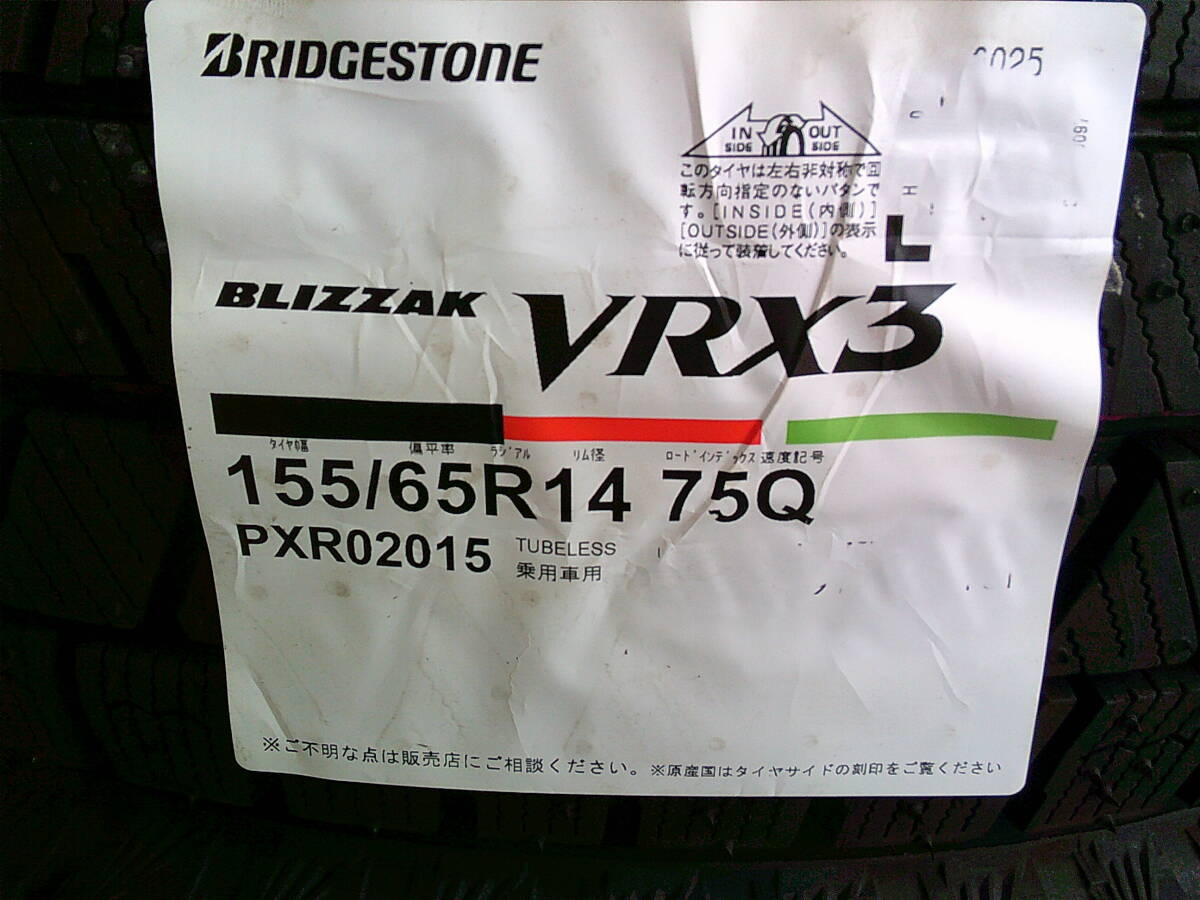 BRIDGESTONE
IN SIDE OUT SIDE
このタイヤは左右非対称で回
転方向指定のないパタンで
す。[INSIDE(内側)]
[OUTSIDE(外側)]の表示
に従って装着してください。
L
BLIZZAK VRX3
タイヤ巾幅 偏平率 ラジアル リム径 ロードインデックス 速度記号
155/65R14 75Q
PXR02015 TUBELESS
乗用車用
※ご不明な点は販売店にご相談ください。※原産国はタイヤサイドの刻印をご覧ください